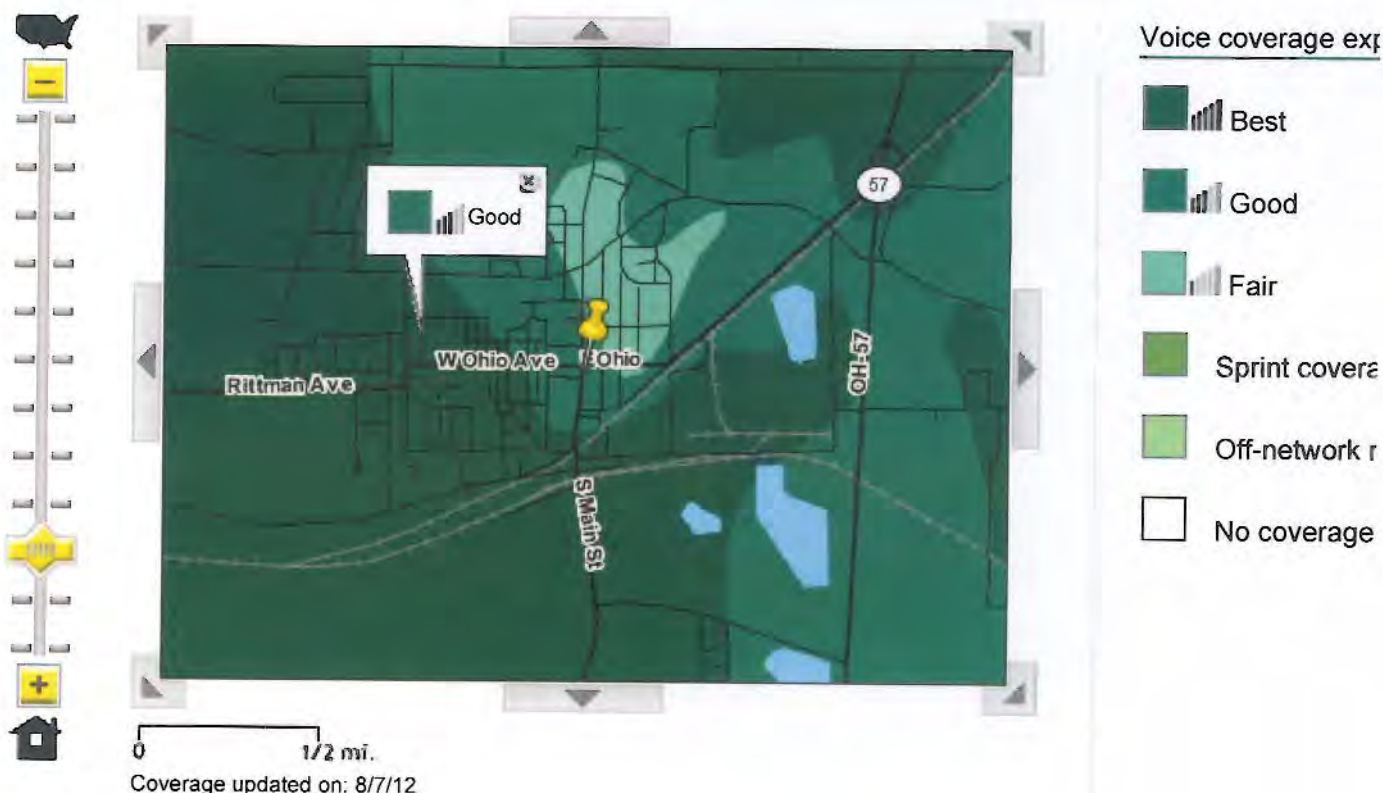 Voice coverage exp
Best
Good
Fair
Sprint covera
Off-network r
No coverage
Good
57
W Ohio Ave
E Ohio
Rittman Ave
OH-57
S Main St
0 1/2 mi.
Coverage updated on: 8/7/12